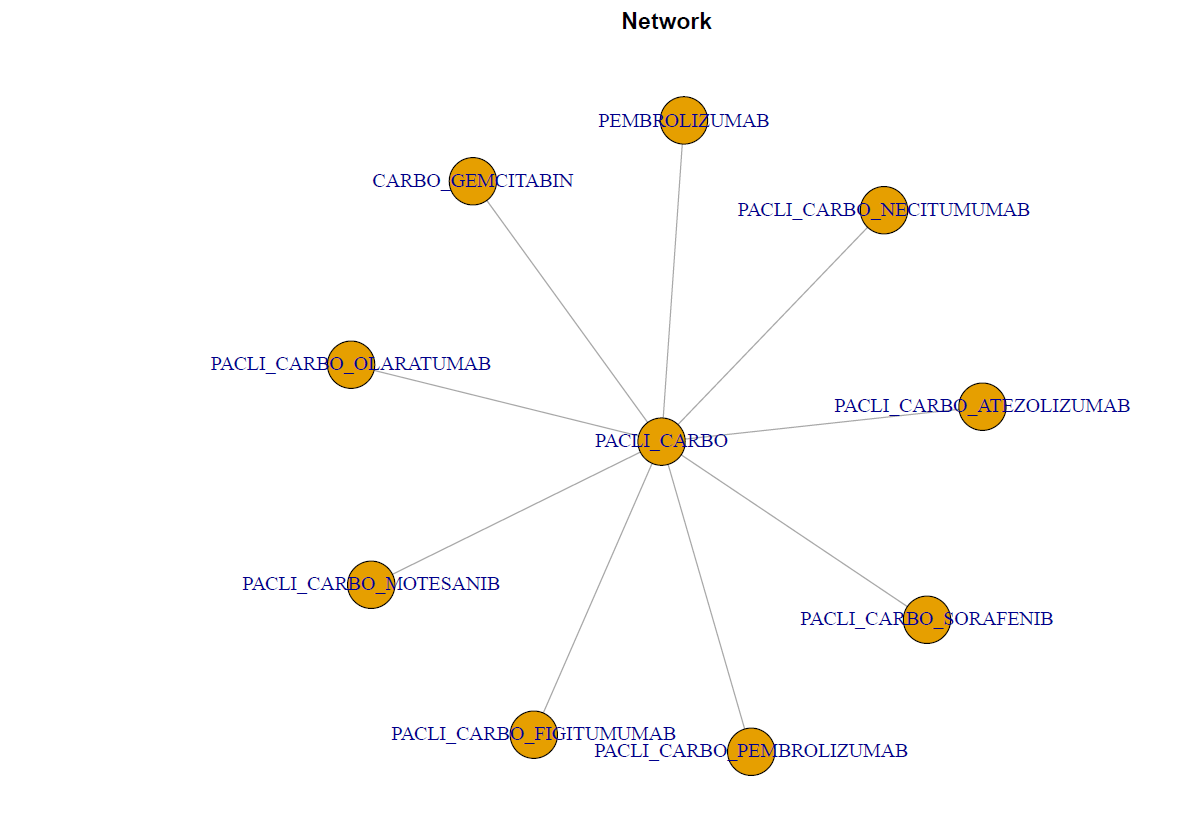 Network
PEMBROLIZUMAB
CARBO_GEMCITABIN
PACLI_CARBO_NECITUMUMAB
PACLI_CARBO_OLARATUMAB
PACLI_CARBO_ATEZOLIZUMAB
PACLI_CARBO
PACLI_CARBO_MOTESANIB
PACLI_CARBO_SORAFENIB
PACLI_CARBO_FIGITUMUMAB
PACLI_CARBO_PEMBROLIZUMAB